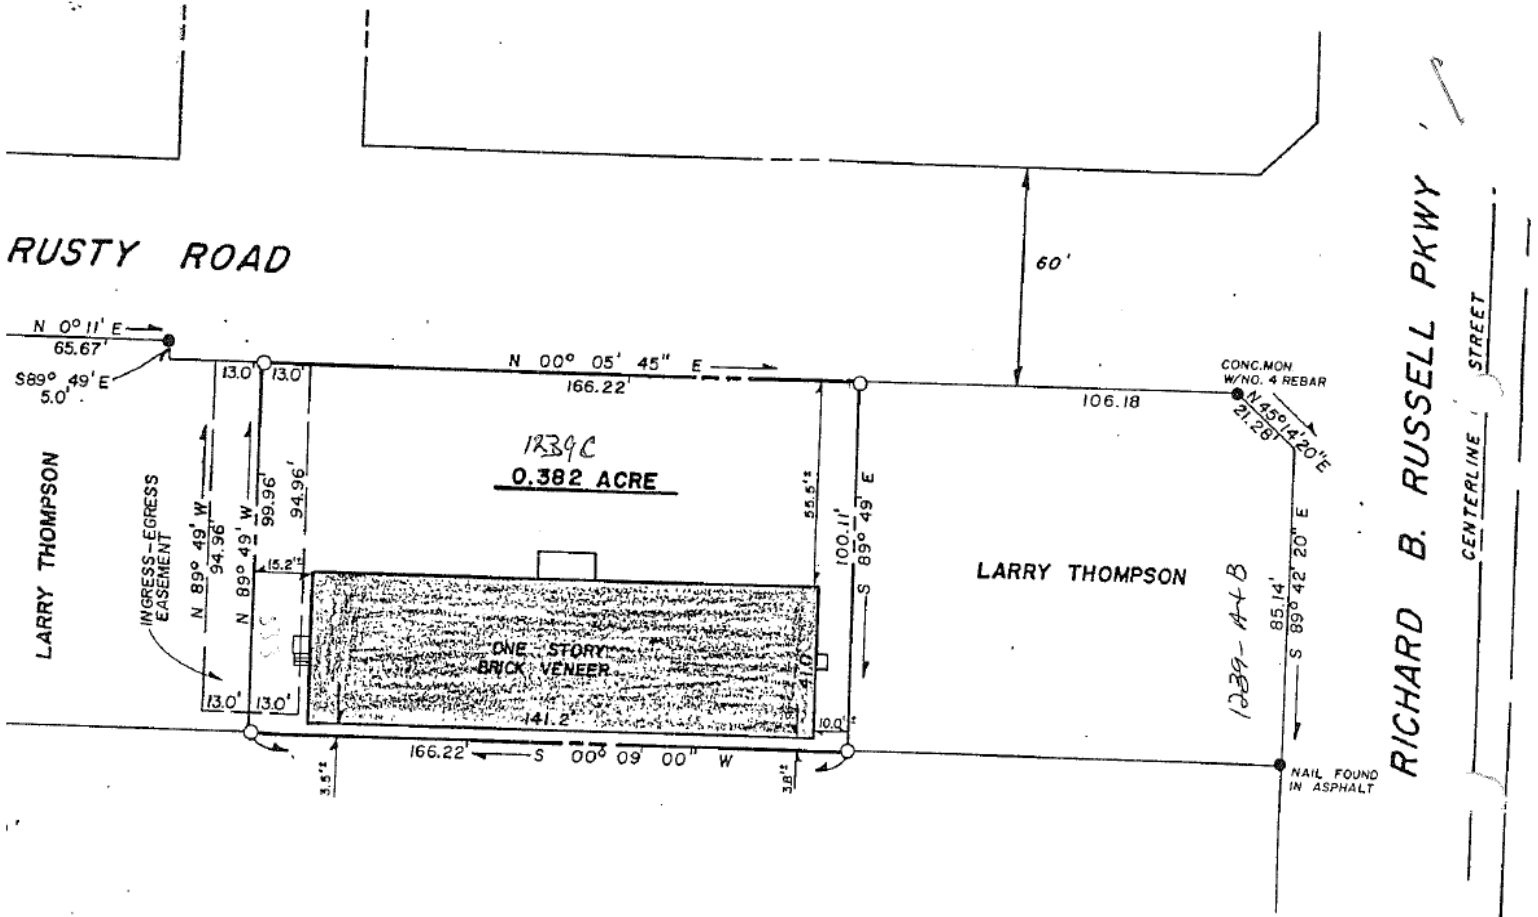 RUSTY ROAD
60'
RICHARD B. RUSSELL PKWY
CENTERLINE STREET
N 0° 11' E
65.67'
S89° 49' E
5.0'
13.0' 13.0'
N 00° 05' 45" E
166.22'
CONC.MON
W/NO. 4 REBAR
106.18
N 45°14'20"E
21.28'
1239C
0.382 ACRE
LARRY THOMPSON
INGRESS-EGRESS
EASEMENT
N 89° 49' W
94.96'
N 89° 49' W
99.96'
94.96'
15.2'±
55.5'±
100.11'
S 89° 49' E
LARRY THOMPSON
1239-A+B
85.14'
S 89° 42' 20" E
ONE STORY
BRICK VENEER
41.0'
13.0' 13.0'
141.2'
10.0'±
166.22'
S 00° 09' 00" W
3.5'±
3.8'±
NAIL FOUND
IN ASPHALT